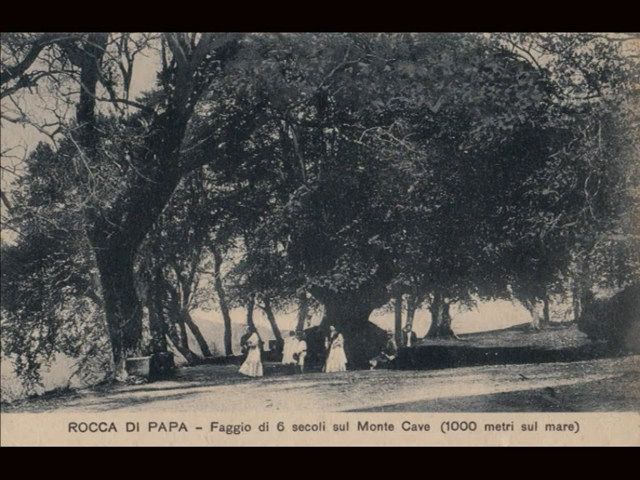 ROCCA DI PAPA – Faggio di 6 secoli sul Monte Cave (1000 metri sul mare)